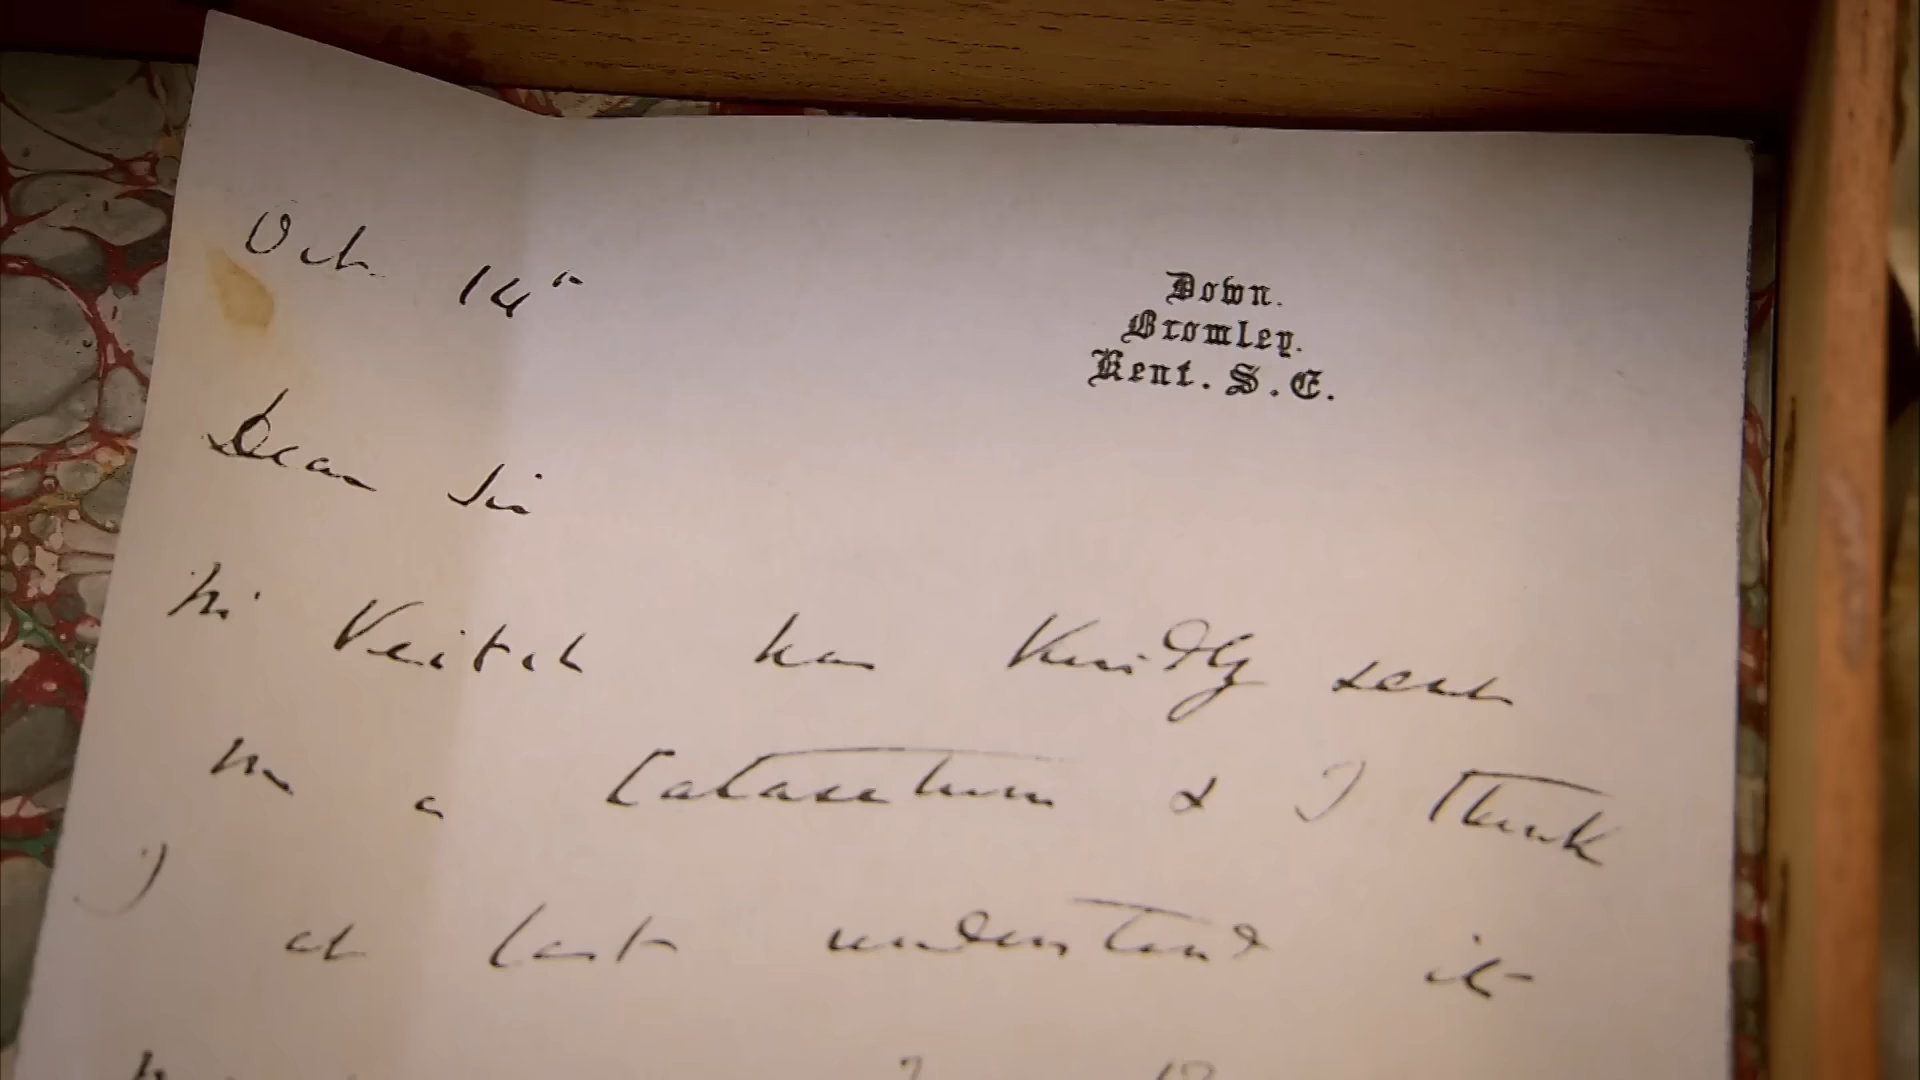 Oct. 14th
Down.
Bromley.
Kent. S.E.
Dear Sir
Mr Veitch has kindly sent
me a Catasetum & I think
I at last understand it